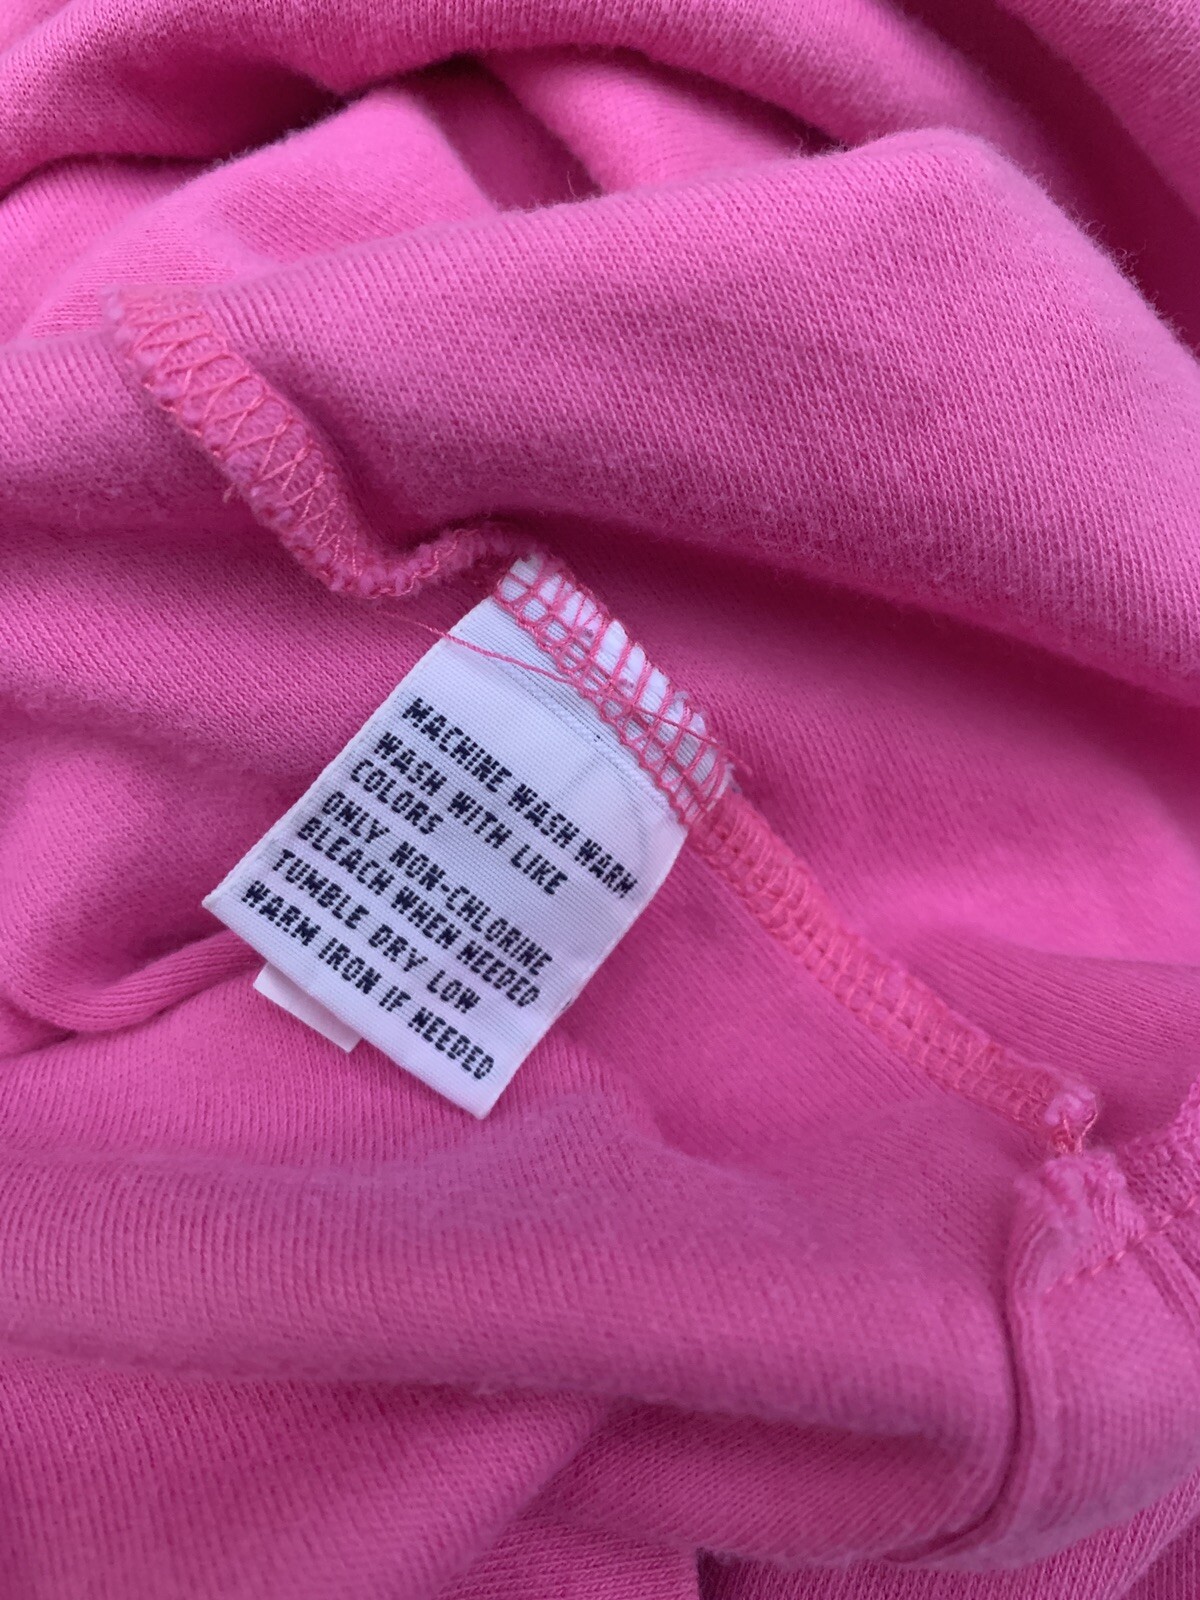 MACHINE WASH WARM
WASH WITH LIKE
COLORS
ONLY NON-CHLORINE
BLEACH WHEN NEEDED
TUMBLE DRY LOW
WARM IRON IF NEEDED